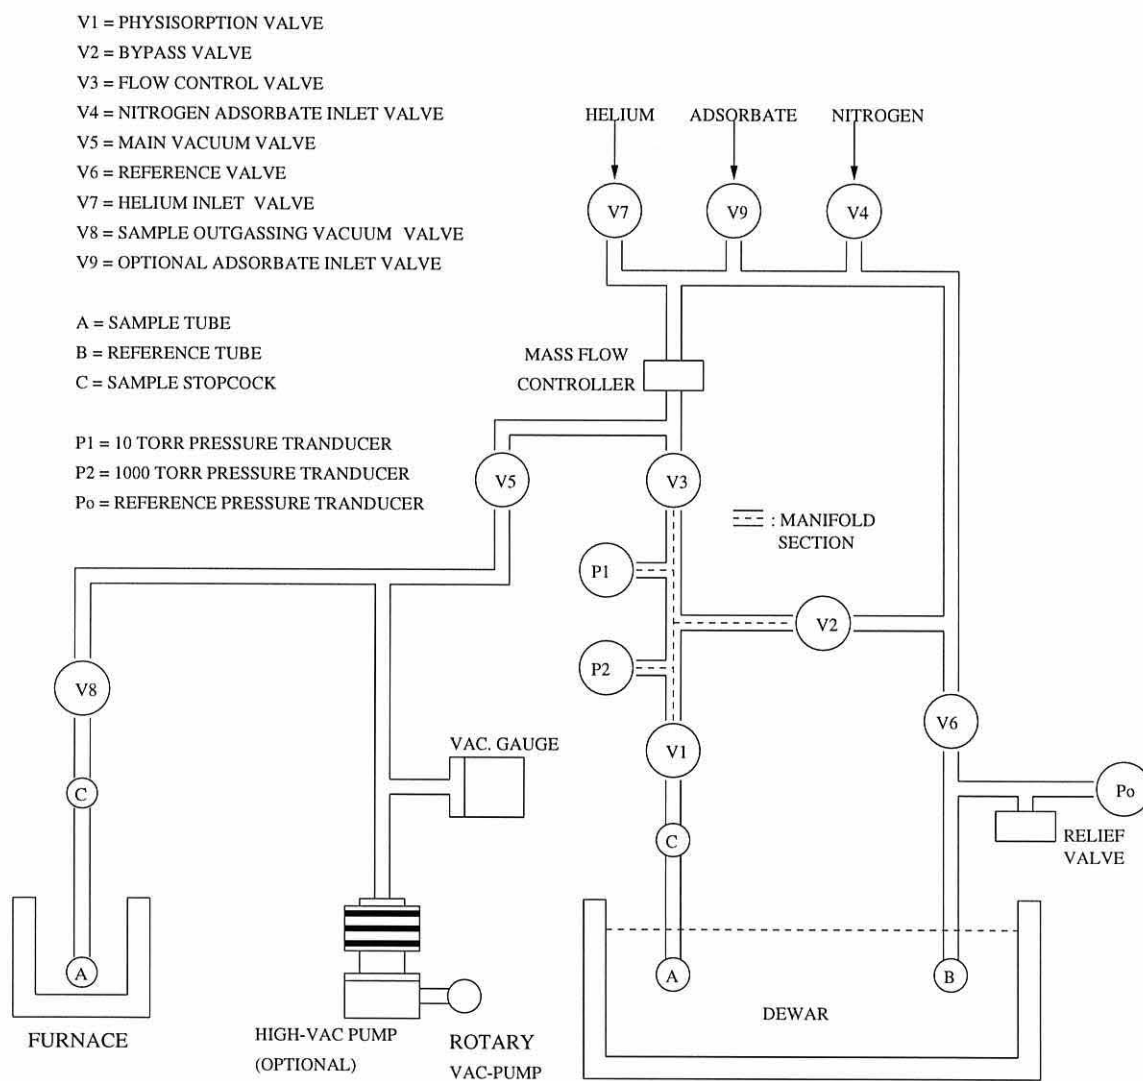 V1 = PHYSISORPTION VALVE
V2 = BYPASS VALVE
V3 = FLOW CONTROL VALVE
V4 = NITROGEN ADSORBATE INLET VALVE
V5 = MAIN VACUUM VALVE
V6 = REFERENCE VALVE
V7 = HELIUM INLET VALVE
V8 = SAMPLE OUTGASSING VACUUM VALVE
V9 = OPTIONAL ADSORBATE INLET VALVE
A = SAMPLE TUBE
B = REFERENCE TUBE
C = SAMPLE STOPCOCK
P1 = 10 TORR PRESSURE TRANDUCER
P2 = 1000 TORR PRESSURE TRANDUCER
Po = REFERENCE PRESSURE TRANDUCER
HELIUM ADSORBATE NITROGEN
V7 V9 V4
MASS FLOW
CONTROLLER
V5 V3
: MANIFOLD
SECTION
P1
V2
P2
V8
V6
V1
VAC. GAUGE
C
Po
C
RELIEF
VALVE
A
A B
DEWAR
FURNACE
HIGH-VAC PUMP
(OPTIONAL)
ROTARY
VAC-PUMP